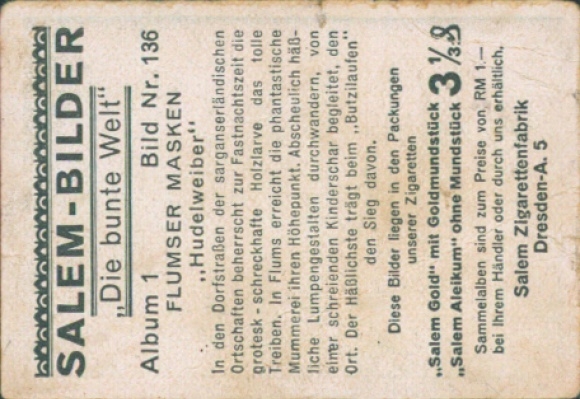 SALEM-BILDER
„Die bunte Welt“
Album 1 Bild Nr. 136
FLUMSER MASKEN
„Hudelweiber“
In den Dorfstraßen der sarganserländischen
Ortschaften beherrscht zur Fastnachtszeit die
grotesk-schreckhafte Holzlarve das tolle
Treiben. In Flums erreicht die phantastische
Mummerei ihren Höhepunkt. Abscheulich häß-
liche Lumpengestalten durchwandern, von
einer schreienden Kinderschar begleitet, den
Ort. Der Häßlichste trägt beim „Butzilaufen“
den Sieg davon.
Diese Bilder liegen in den Packungen
unserer Zigaretten
„Salem Gold“ mit Goldmundstück
„Salem Aleikum“ ohne Mundstück 3 1/3 ₰
Sammelalben sind zum Preise von RM 1.—
bei Ihrem Händler oder durch uns erhältlich.
Salem Zigarettenfabrik
Dresden-A. 5